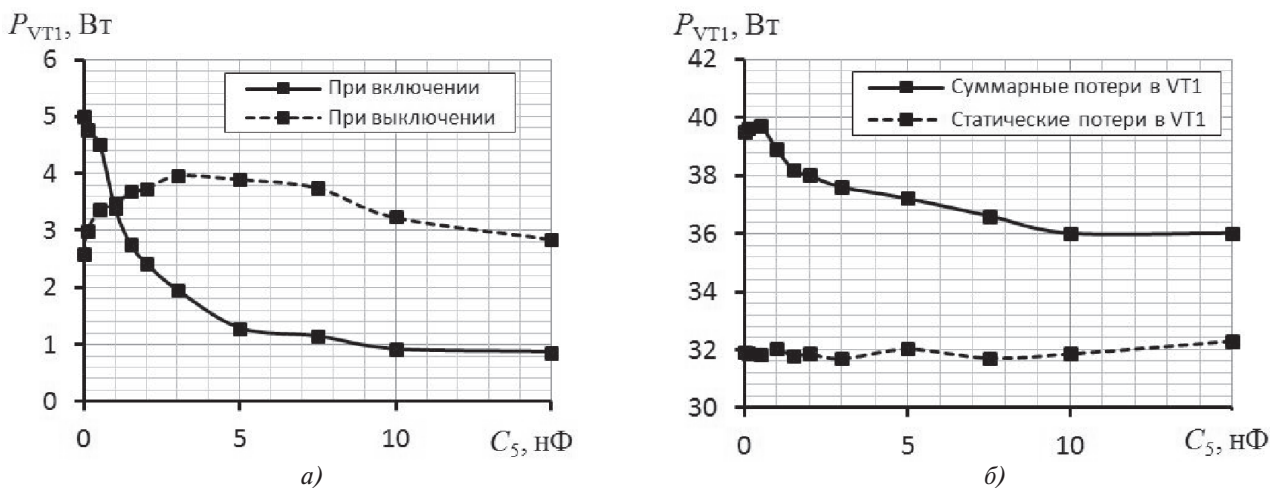 P_VT1, Вт
6
5
4
3
2
1
0
При включении
При выключении
0
5
10
C_5, нФ
а)
P_VT1, Вт
42
40
38
36
34
32
30
Суммарные потери в VT1
Статические потери в VT1
0
5
10
C_5, нФ
б)